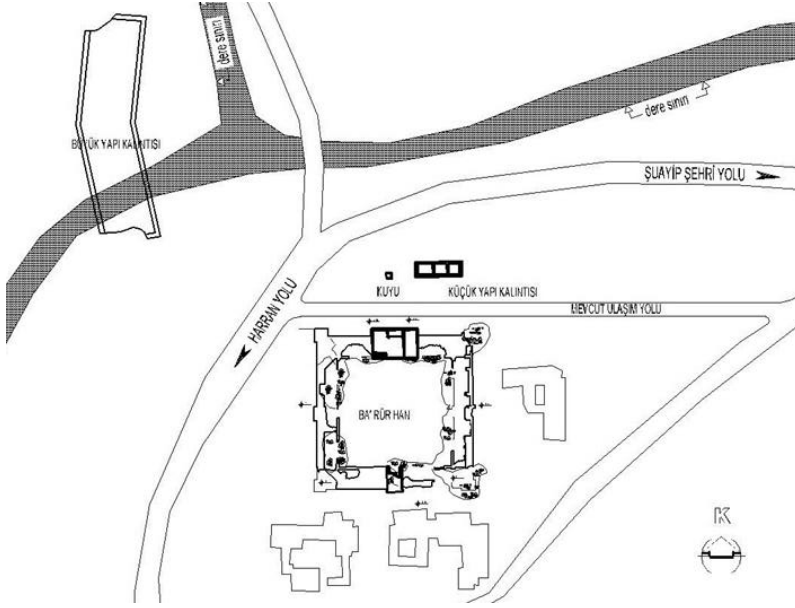 dere sınırı
dere sınırı
BÜYÜK YAPI KALINTISI
ŞUAYİP ŞEHRİ YOLU
HARRAN YOLU
KUYU
KÜÇÜK YAPI KALINTISI
MEVCUT ULAŞIM YOLU
BA'RÛR HAN
K